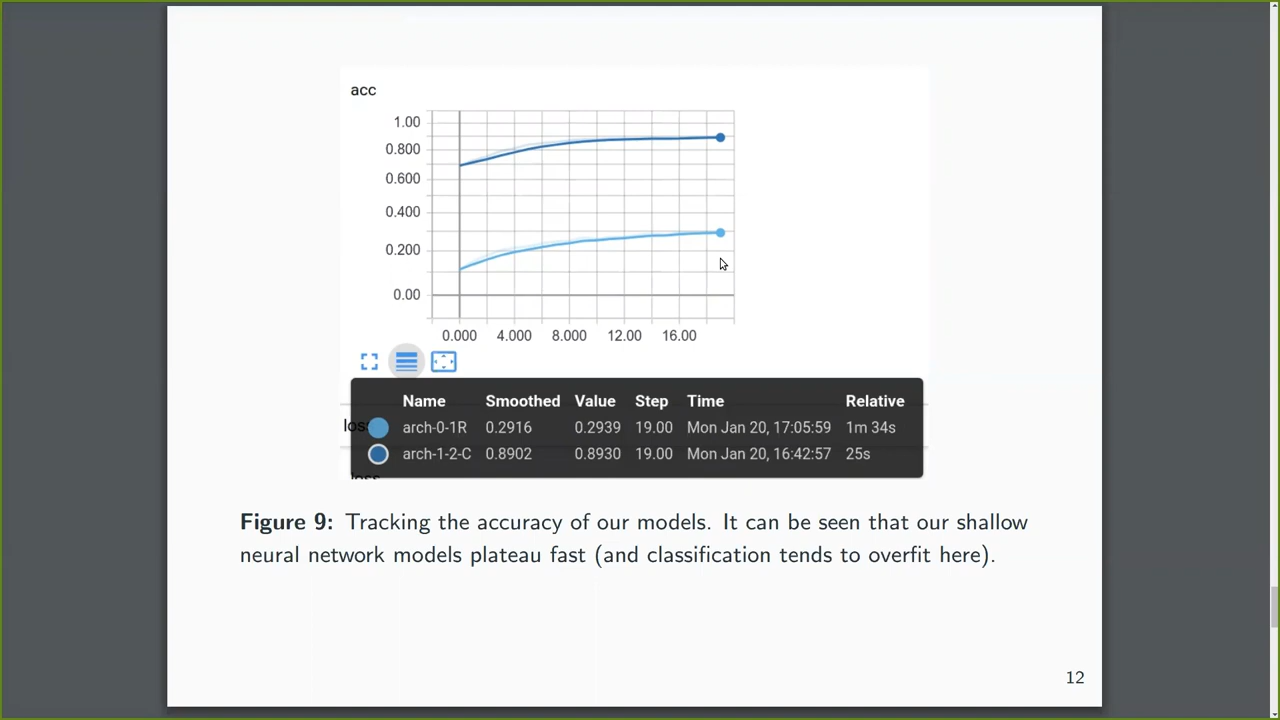 acc
1.00
0.800
0.600
0.400
0.200
0.00
0.000 4.000 8.000 12.00 16.00
Name Smoothed Value Step Time Relative
arch-0-1R 0.2916 0.2939 19.00 Mon Jan 20, 17:05:59 1m 34s
arch-1-2-C 0.8902 0.8930 19.00 Mon Jan 20, 16:42:57 25s
Figure 9: Tracking the accuracy of our models. It can be seen that our shallow
neural network models plateau fast (and classification tends to overfit here).
12